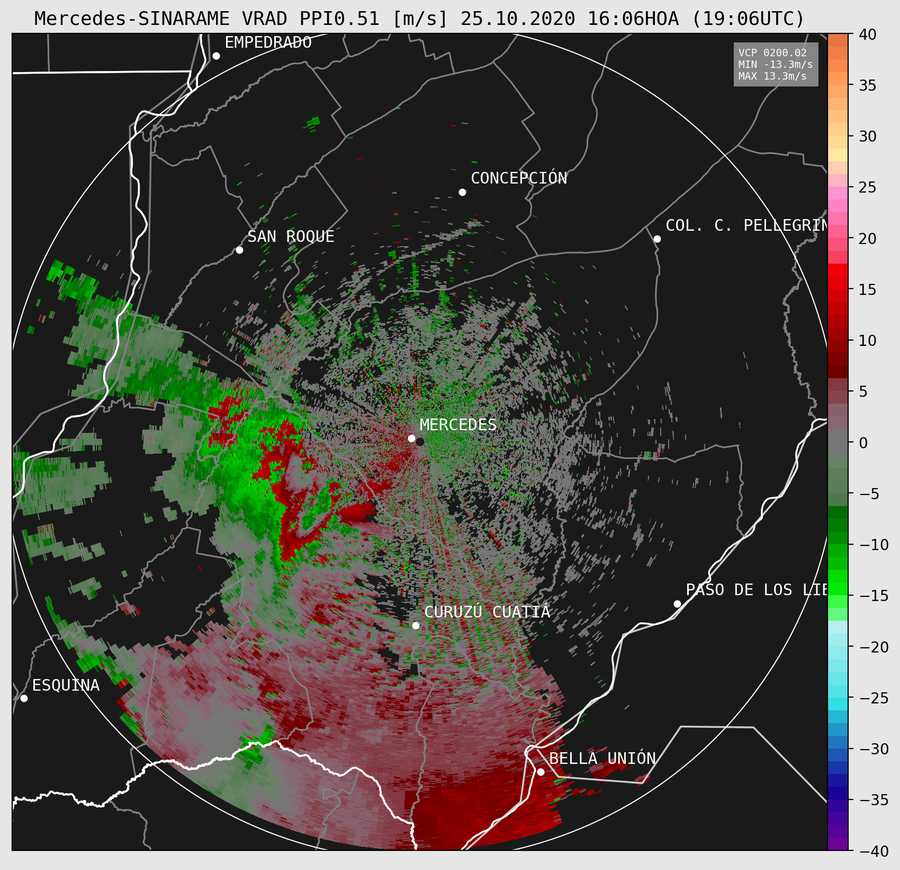 Mercedes-SINARAME VRAD PPI0.51 [m/s] 25.10.2020 16:06HOA (19:06UTC)
EMPEDRADO
VCP 0200.02
MIN -13.3m/s
MAX 13.3m/s
CONCEPCIÓN
COL. C. PELLEGRIN
SAN ROQUE
MERCEDES
PASO DE LOS LIE
CURUZÚ CUATIÁ
ESQUINA
BELLA UNIÓN
40
35
30
25
20
15
10
5
0
−5
−10
−15
−20
−25
−30
−35
−40